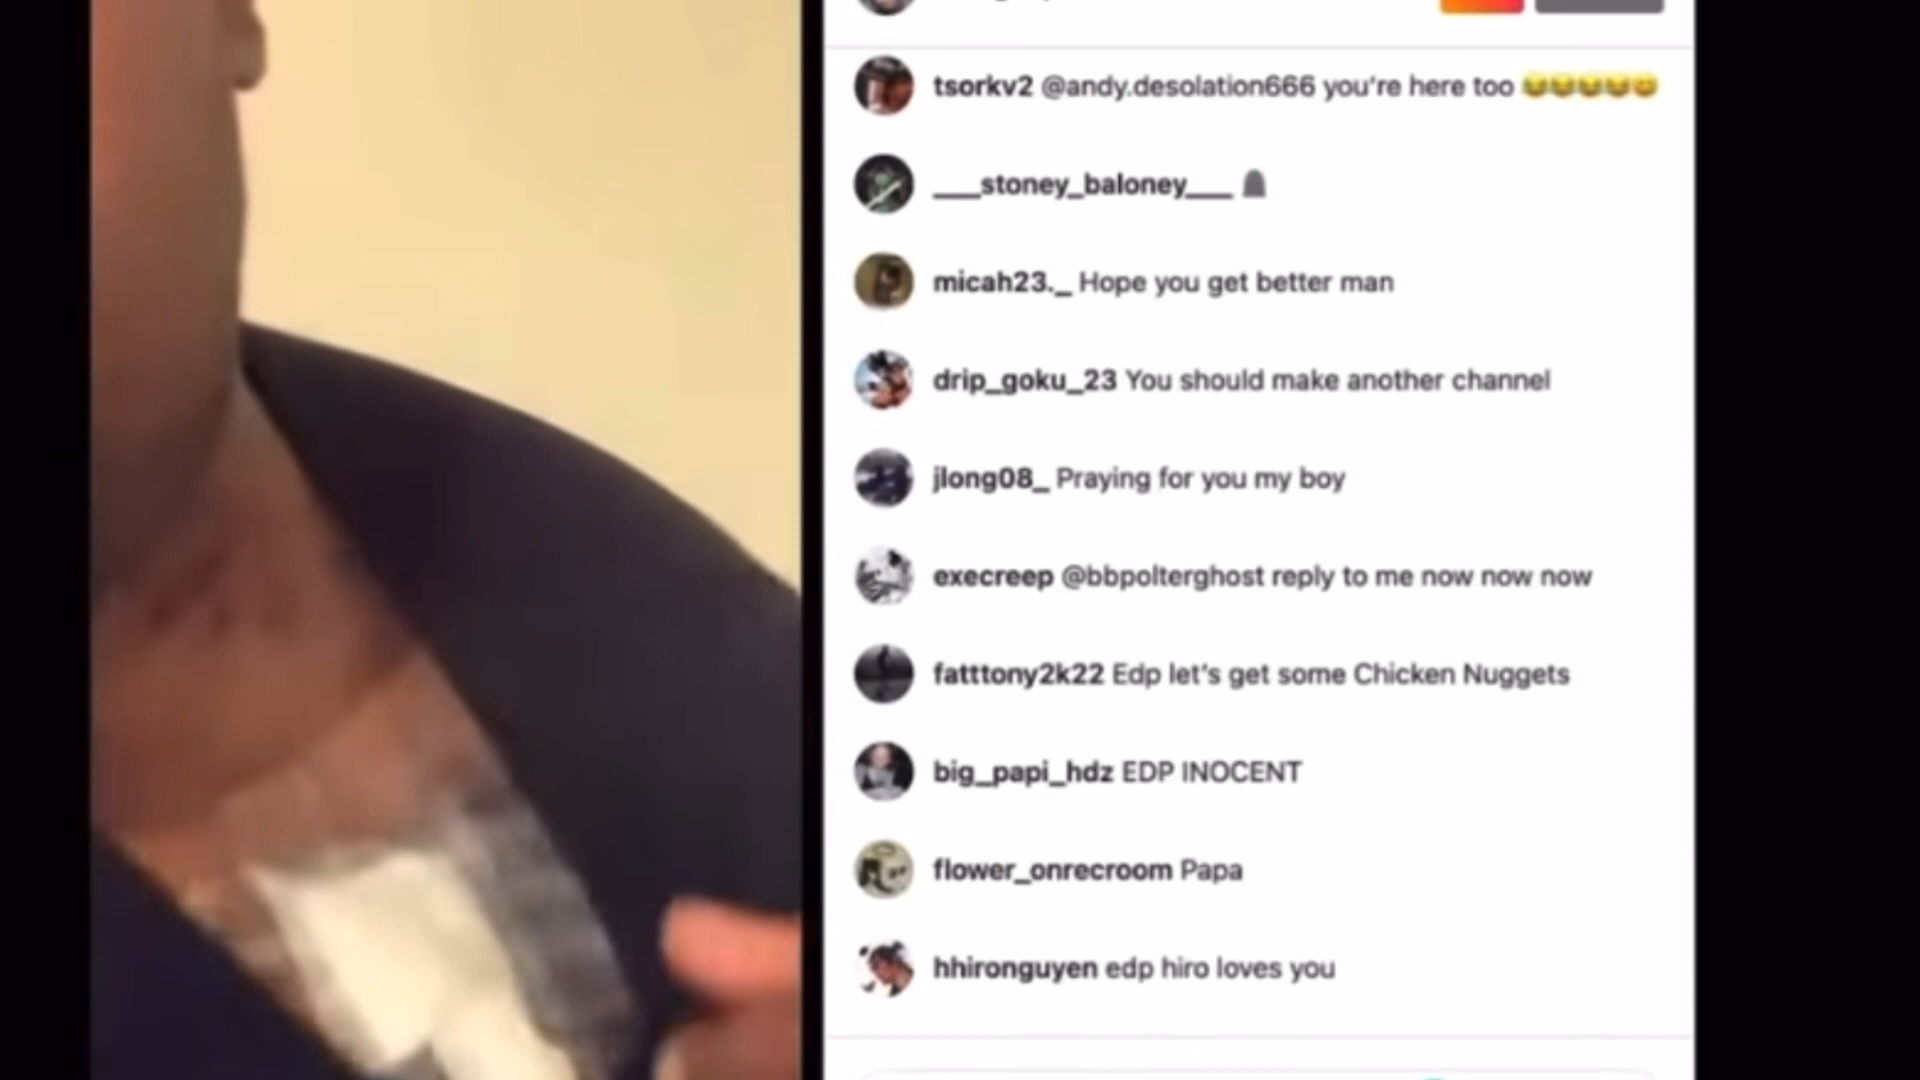 tsorkv2 @andy.desolation666 you're here too 😂😂😂😂😂
___stoney_baloney___ 🪦
micah23._ Hope you get better man
drip_goku_23 You should make another channel
jlong08_ Praying for you my boy
execreep @bbpolterghost reply to me now now now
fatttony2k22 Edp let's get some Chicken Nuggets
big_papi_hdz EDP INOCENT
flower_onrecroom Papa
hhironguyen edp hiro loves you